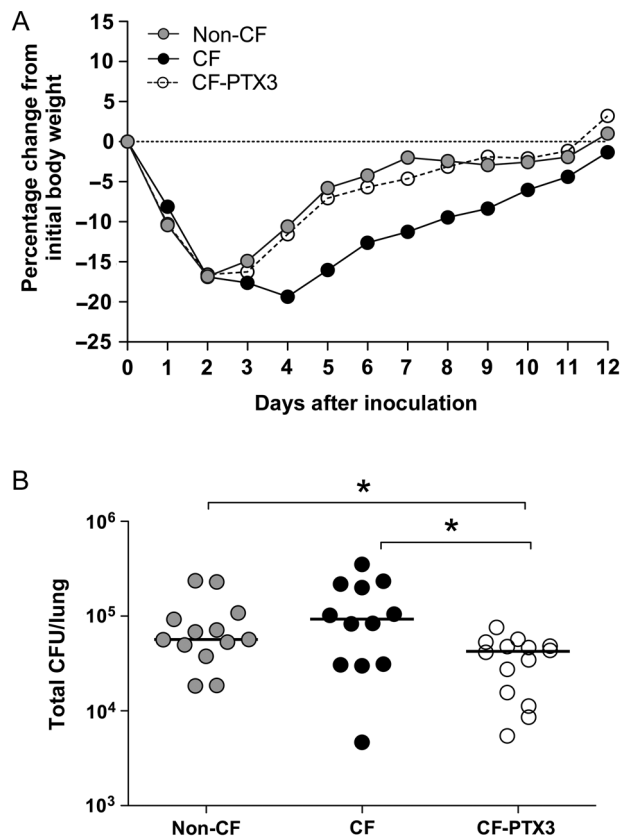 A
15
10
5
0
−5
−10
−15
−20
−25
Percentage change from
initial body weight
Non-CF
CF
CF-PTX3
0 1 2 3 4 5 6 7 8 9 10 11 12
Days after inoculation
B
*
*
10⁶
10⁵
10⁴
10³
Total CFU/lung
Non-CF CF CF-PTX3